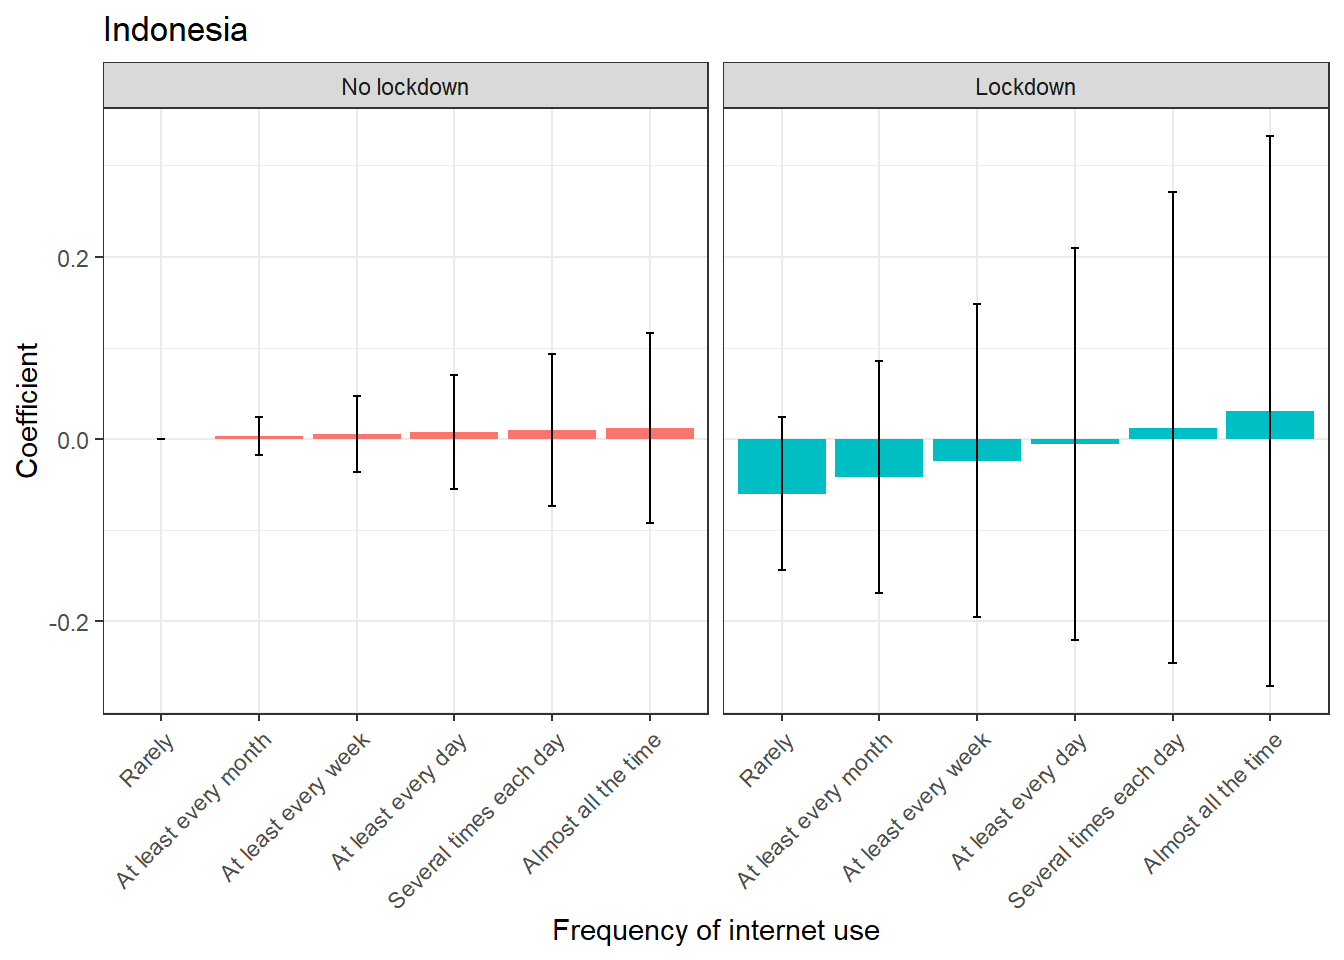 Indonesia
No lockdown
Lockdown
Coefficient
0.2
0.0
-0.2
Rarely
At least every month
At least every week
At least every day
Several times each day
Almost all the time
Rarely
At least every month
At least every week
At least every day
Several times each day
Almost all the time
Frequency of internet use